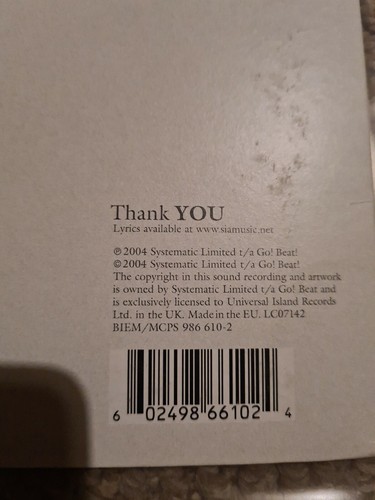 Thank YOU
Lyrics available at www.siamusic.net
℗ 2004 Systematic Limited t/a Go! Beat!
© 2004 Systematic Limited t/a Go! Beat!
The copyright in this sound recording and artwork
is owned by Systematic Limited t/a Go! Beat and
is exclusively licensed to Universal Island Records
Ltd. in the UK. Made in the EU. LC07142
BIEM/MCPS 986 610-2
6 02498 66102 4